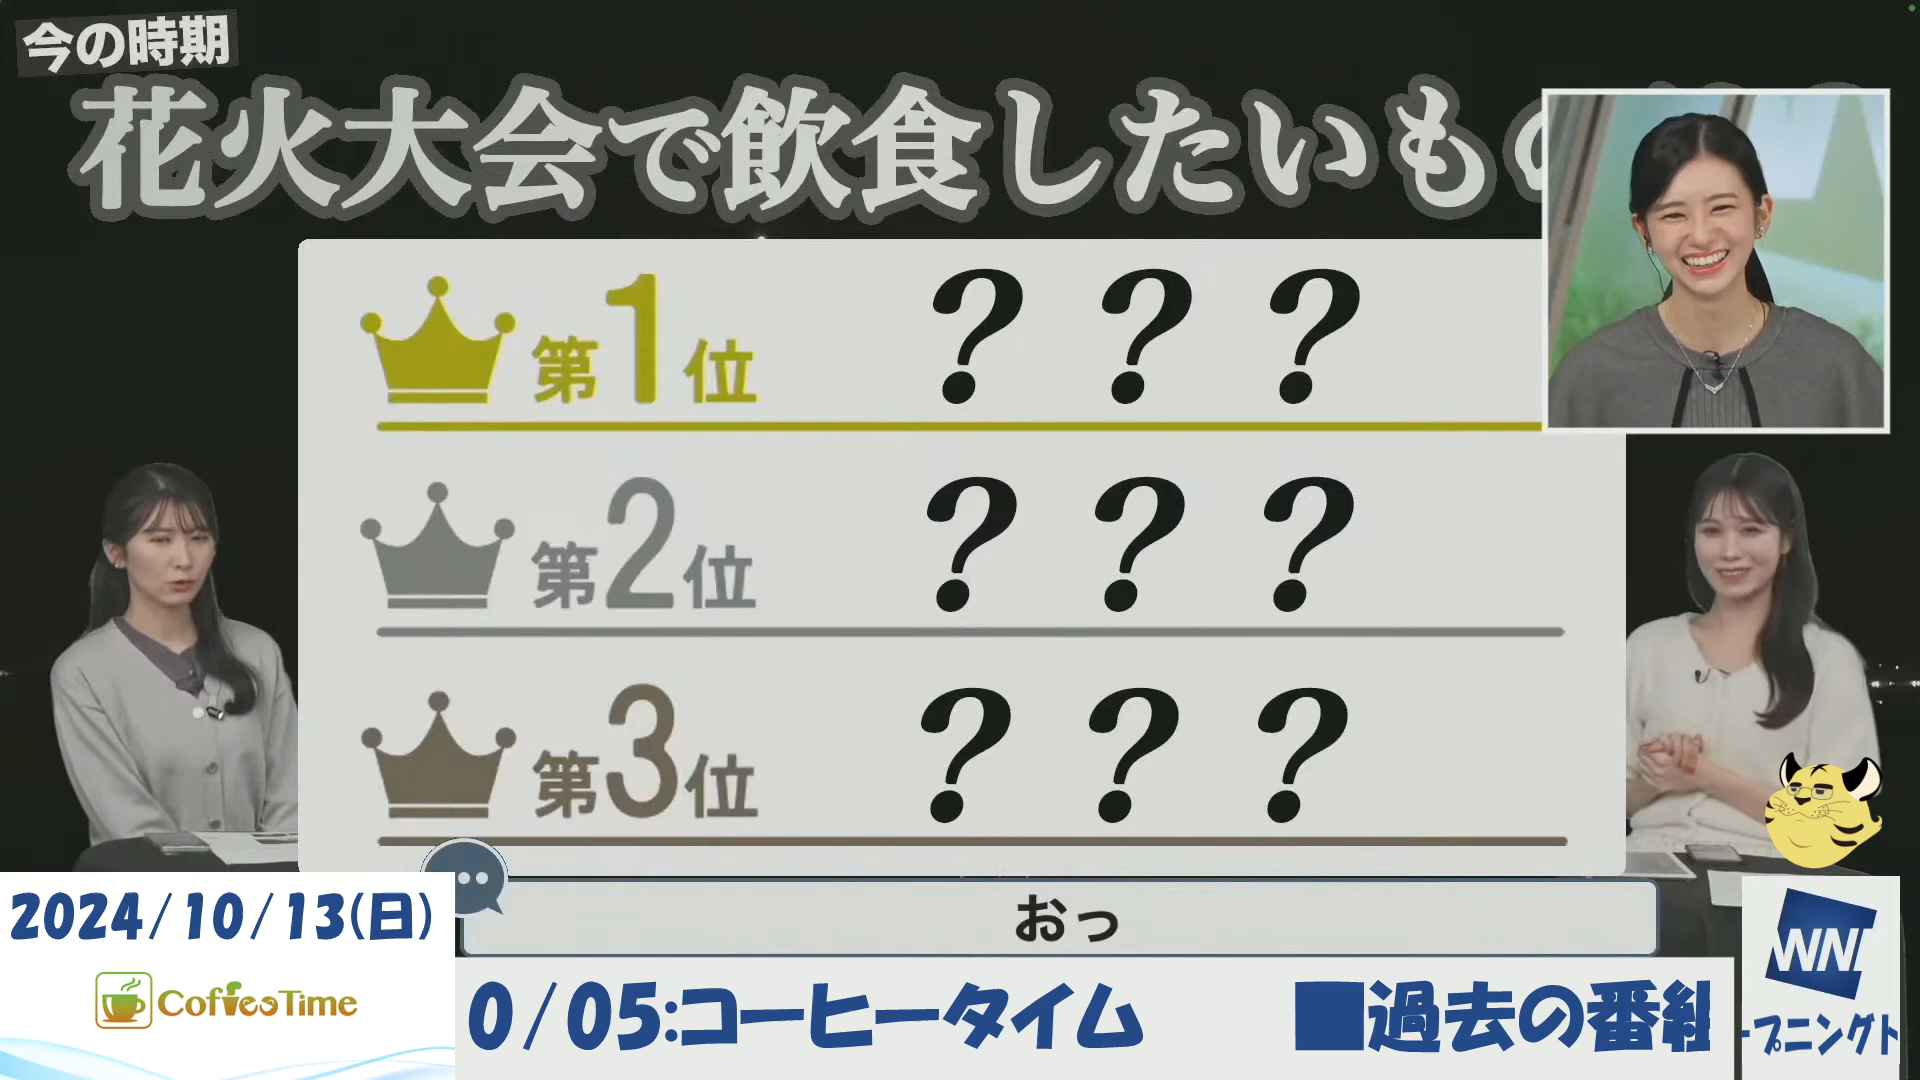 今の時期
花火大会で飲食したいもの
第1位 ???
第2位 ???
第3位 ???
おっ
2024/10/13(日)
CoffeeTime
0/05:コーヒータイム ■過去の番組
WNI
ープニングト